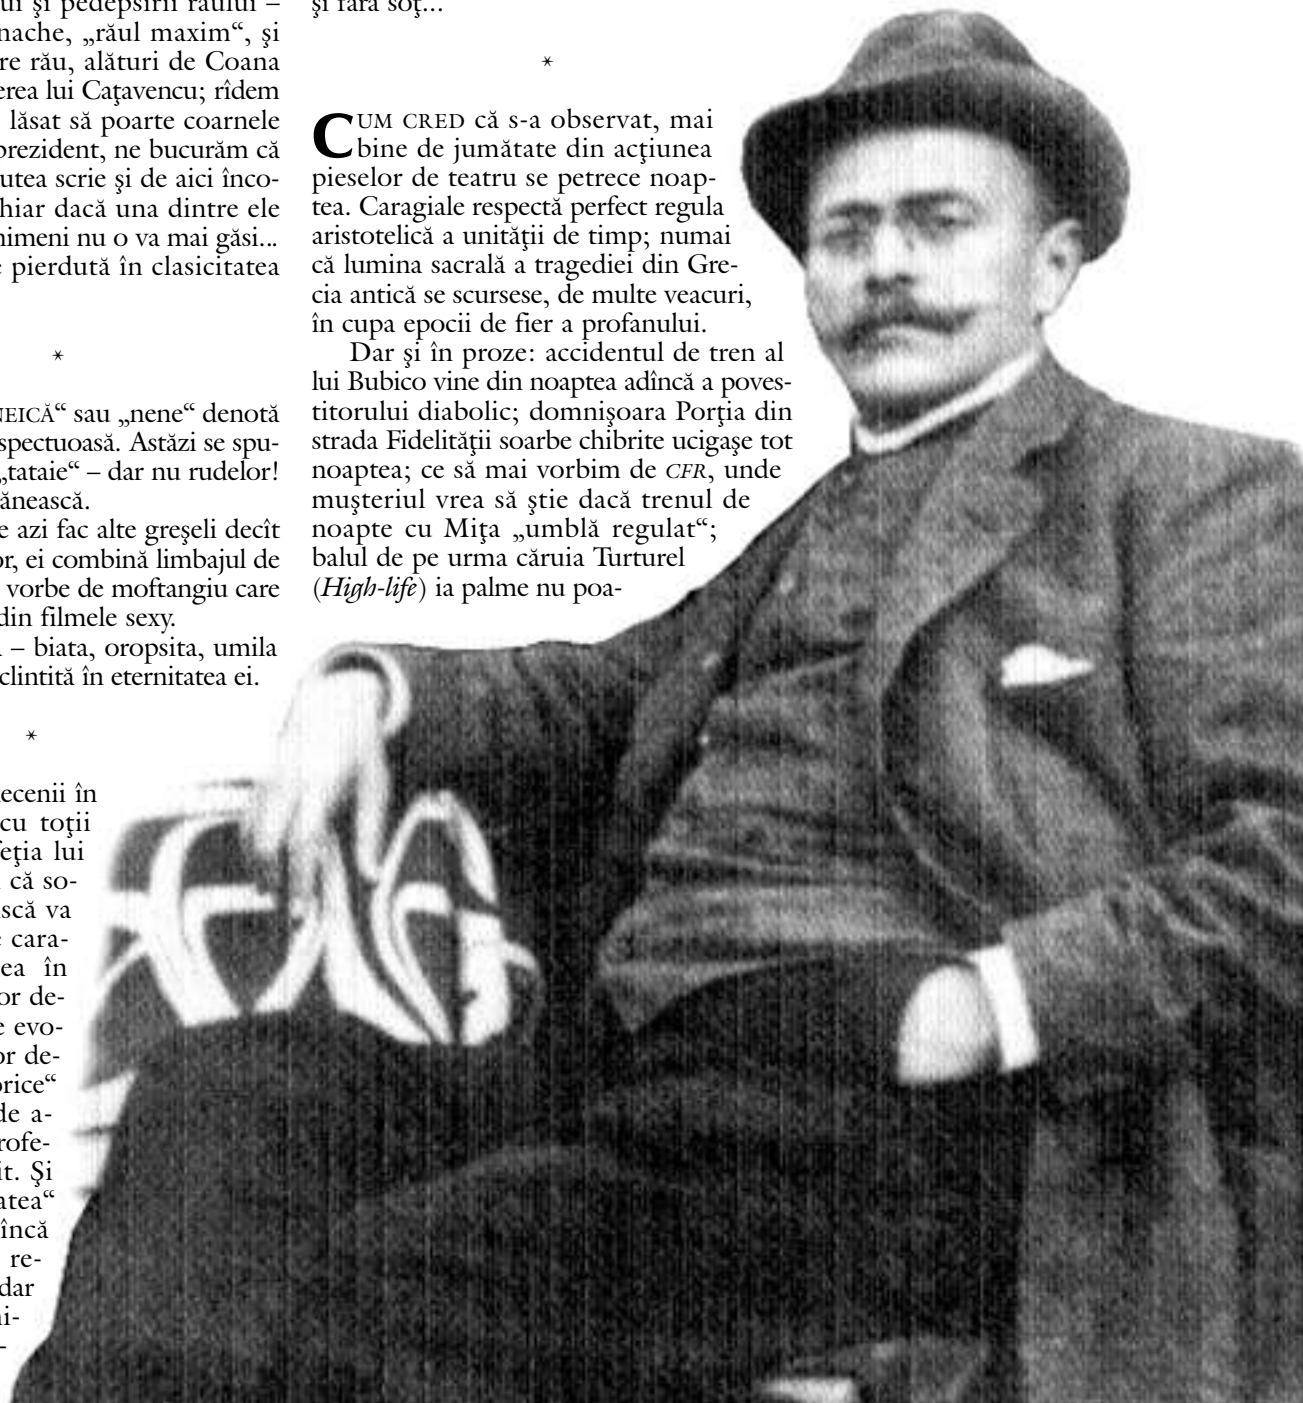 ui şi pedepsirii răului –
nache, „răul maxim“, şi
re rău, alături de Coana
erea lui Caţavencu; rîdem
lăsat să poarte coarnele
prezident, ne bucurăm că
utea scrie şi de aici înco-
hiar dacă una dintre ele
nimeni nu o va mai găsi...
e pierdută în clasicitatea
*
NEICĂ“ sau „nene“ denotă
spectuoasă. Astăzi se spu-
„tataie“ – dar nu rudelor!
ănească.
e azi fac alte greşeli decît
or, ei combină limbajul de
vorbe de moftangiu care
din filmele sexy.
– biata, oropsita, umila
clintită în eternitatea ei.
*
ecenii în
cu toţii
feţia lui
că so-
scă va
e cara-
ea în
or de-
e evo-
or de-
orice“
de a-
rofe-
it. Şi
atea“
încă
re-
dar
ni-
-
şi fără soţ...
*
CUM CRED că s-a observat, mai
bine de jumătate din acţiunea
pieselor de teatru se petrece noap-
tea. Caragiale respectă perfect regula
aristotelică a unităţii de timp; numai
că lumina sacrală a tragediei din Gre-
cia antică se scursese, de multe veacuri,
în cupa epocii de fier a profanului.
Dar şi în proze: accidentul de tren al
lui Bubico vine din noaptea adîncă a poves-
titorului diabolic; domnişoara Porţia din
strada Fidelităţii soarbe chibrite ucigaşe tot
noaptea; ce să mai vorbim de CFR, unde
muşteriul vrea să ştie dacă trenul de
noapte cu Miţa „umblă regulat“;
balul de pe urma căruia Turturel
(High-life) ia palme nu poa-